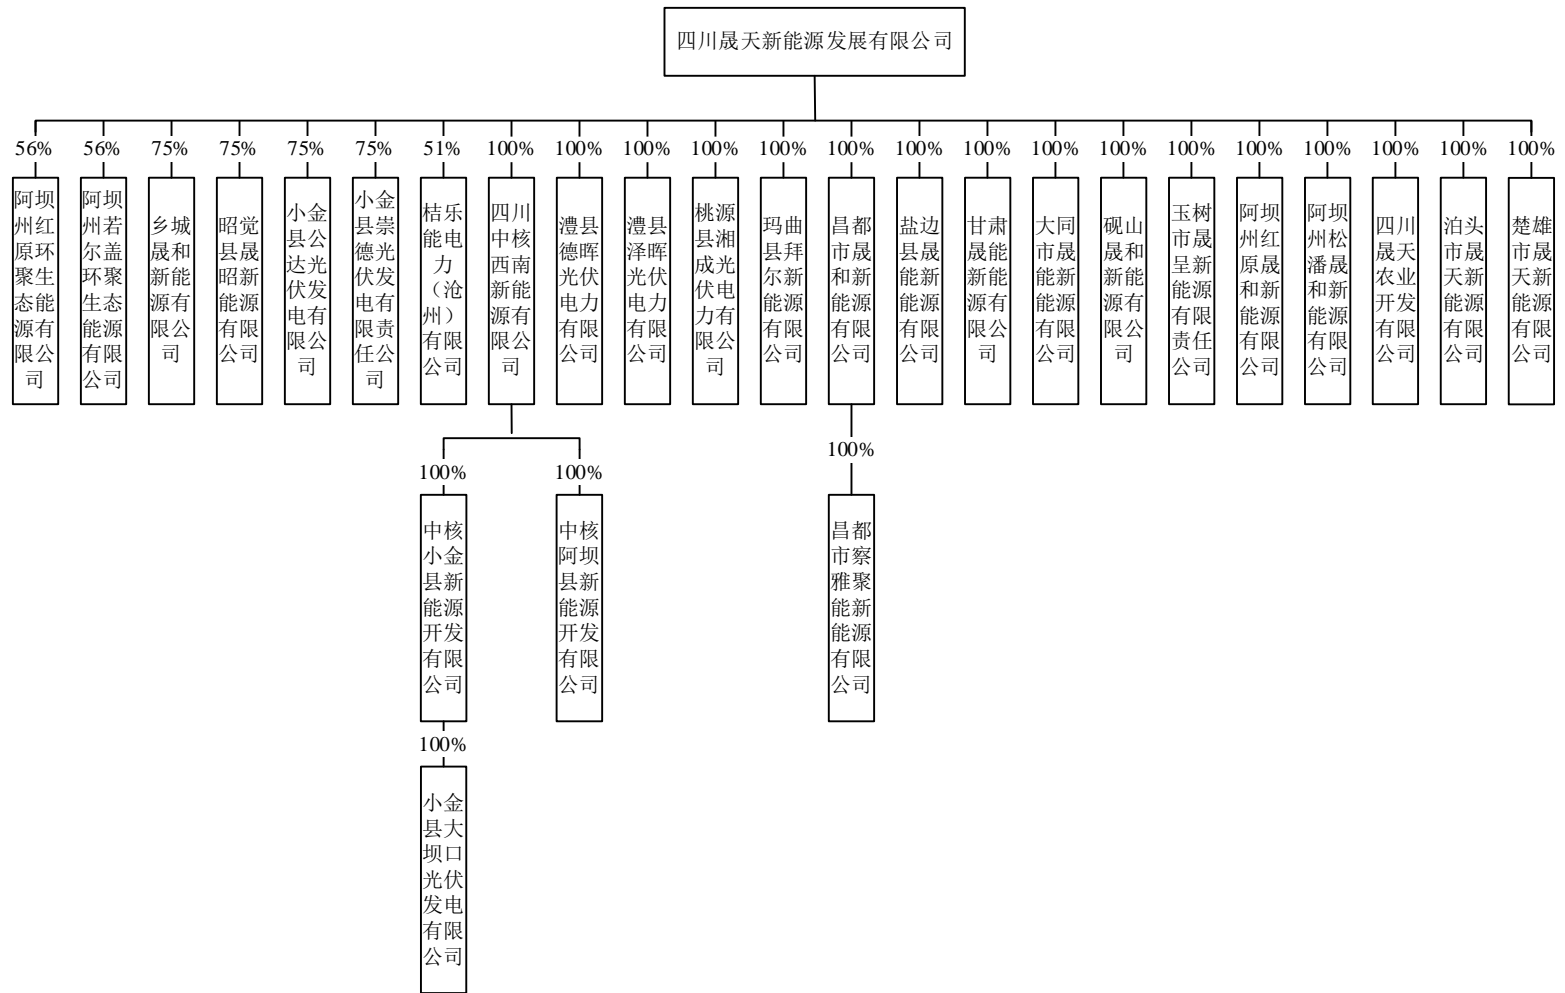 四川晟天新能源发展有限公司
56% 56% 75% 75% 75% 75% 51% 100% 100% 100% 100% 100% 100% 100% 100% 100% 100% 100% 100% 100% 100% 100% 100%
阿坝
州红
原环
聚生
态能
源有
限公
司
阿坝
州若
尔盖
环聚
生态
能源
有限
公司
乡城
晟和
新能
源有
限公
司
昭觉
县晟
昭新
能源
有限
公司
小金
县公
达光
伏发
电有
限公
司
小金
县崇
德光
伏发
电有
限责
任公
司
桔乐
能电
力
（沧
州）
有限
公司
四川
中核
西南
新能
源有
限公
司
澧县
德晖
光伏
电力
有限
公司
澧县
泽晖
光伏
电力
有限
公司
桃源
县湘
成光
伏电
力有
限公
司
玛曲
县拜
尔新
能源
有限
公司
昌都
市晟
和新
能源
有限
公司
盐边
县晟
能新
能源
有限
公司
甘肃
晟能
新能
源有
限公
司
大同
市晟
能新
能源
有限
公司
砚山
晟和
新能
源有
限公
司
玉树
市晟
呈新
能源
有限
责任
公司
阿坝
州红
原晟
和新
能源
有限
公司
阿坝
州松
潘晟
和新
能源
有限
公司
四川
晟天
农业
开发
有限
公司
泊头
市晟
天新
能源
有限
公司
楚雄
市晟
天新
能源
有限
公司
100% 100% 100%
中核
小金
县新
能源
开发
有限
公司
中核
阿坝
县新
能源
开发
有限
公司
昌都
市察
雅聚
能新
能源
有限
公司
100%
小金
县大
坝口
光伏
发电
有限
公司